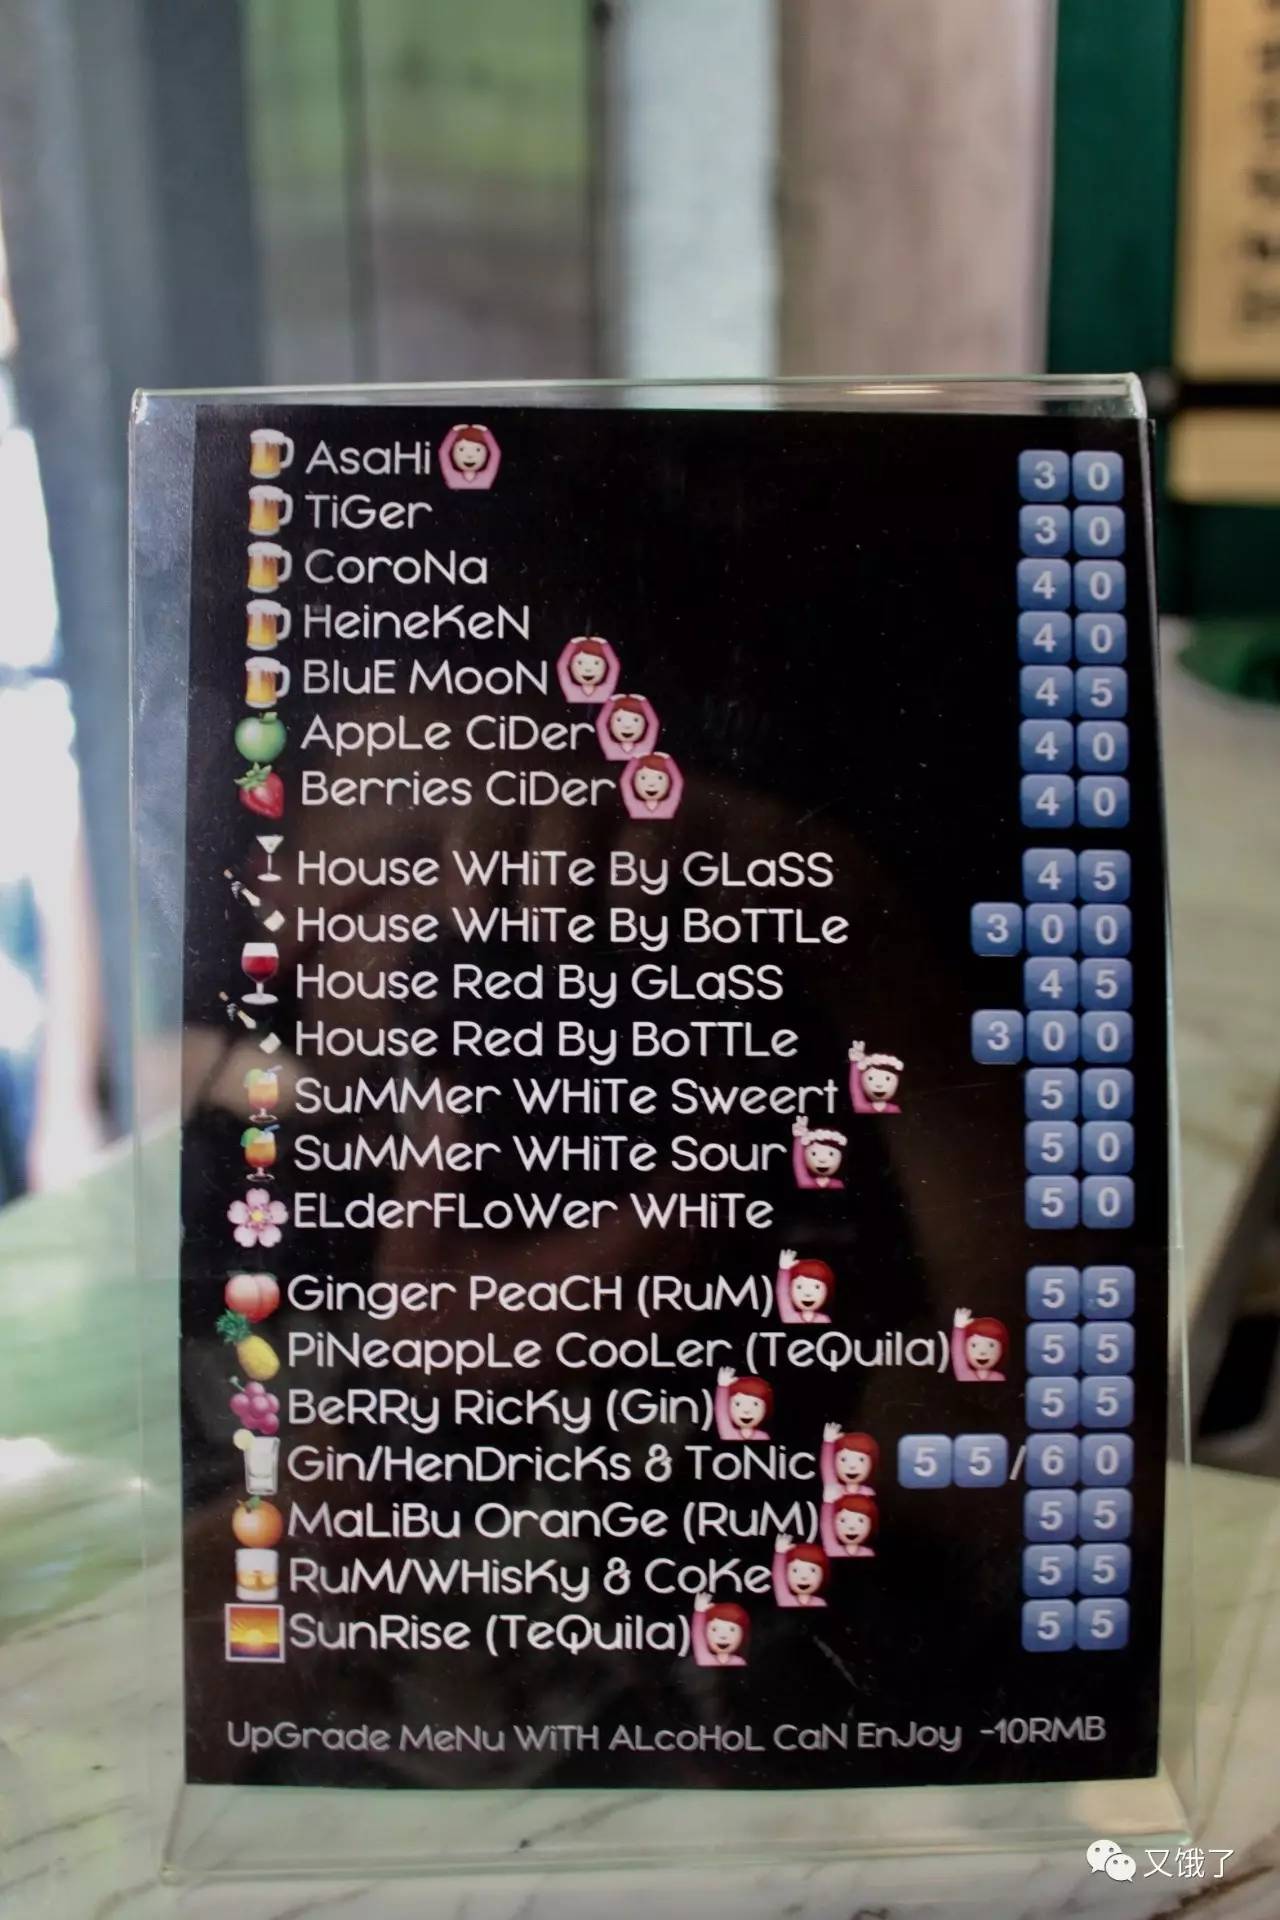 AsaHi 30
TiGer 30
CoroNa 40
HeineKeN 40
BluE MooN 45
AppLe CiDer 40
Berries CiDer 40
House WHiTe By GLaSS 45
House WHiTe By BoTTLe 300
House Red By GLaSS 45
House Red By BoTTLe 300
SuMMer WHiTe Sweert 50
SuMMer WHiTe Sour 50
ELderFLoWer WHiTe 50
Ginger PeaCH (RuM) 55
PiNeappLe CooLer (TeQuila) 55
BeRRy RicKy (Gin) 55
Gin/HenDricKs & ToNic 55/60
MaLiBu OranGe (RuM) 55
RuM/WHisKy & CoKe 55
SunRise (TeQuila) 55
UpGrade MeNu WiTH ALcoHoL CaN EnJoy -10RMB
又饿了